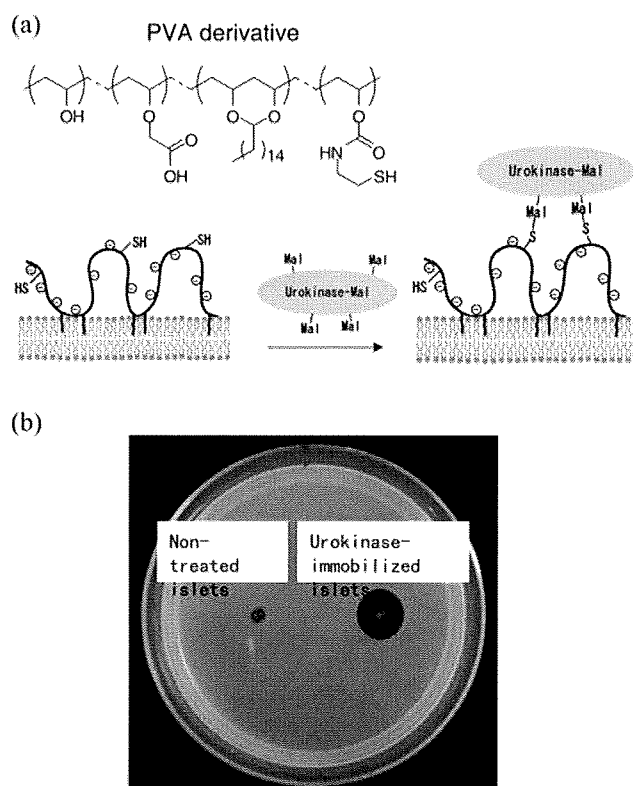 (a)
PVA derivative
OH
O
O
OH
O
O
14
O
HN
O
SH
HS
SH
SH
Mal
Mal
Urokinase-Mal
Mal
Mal
Urokinase-Mal
Mal
Mal
S
S
HS
(b)
Non-
treated
islets
Urokinase-
immobilized
islets